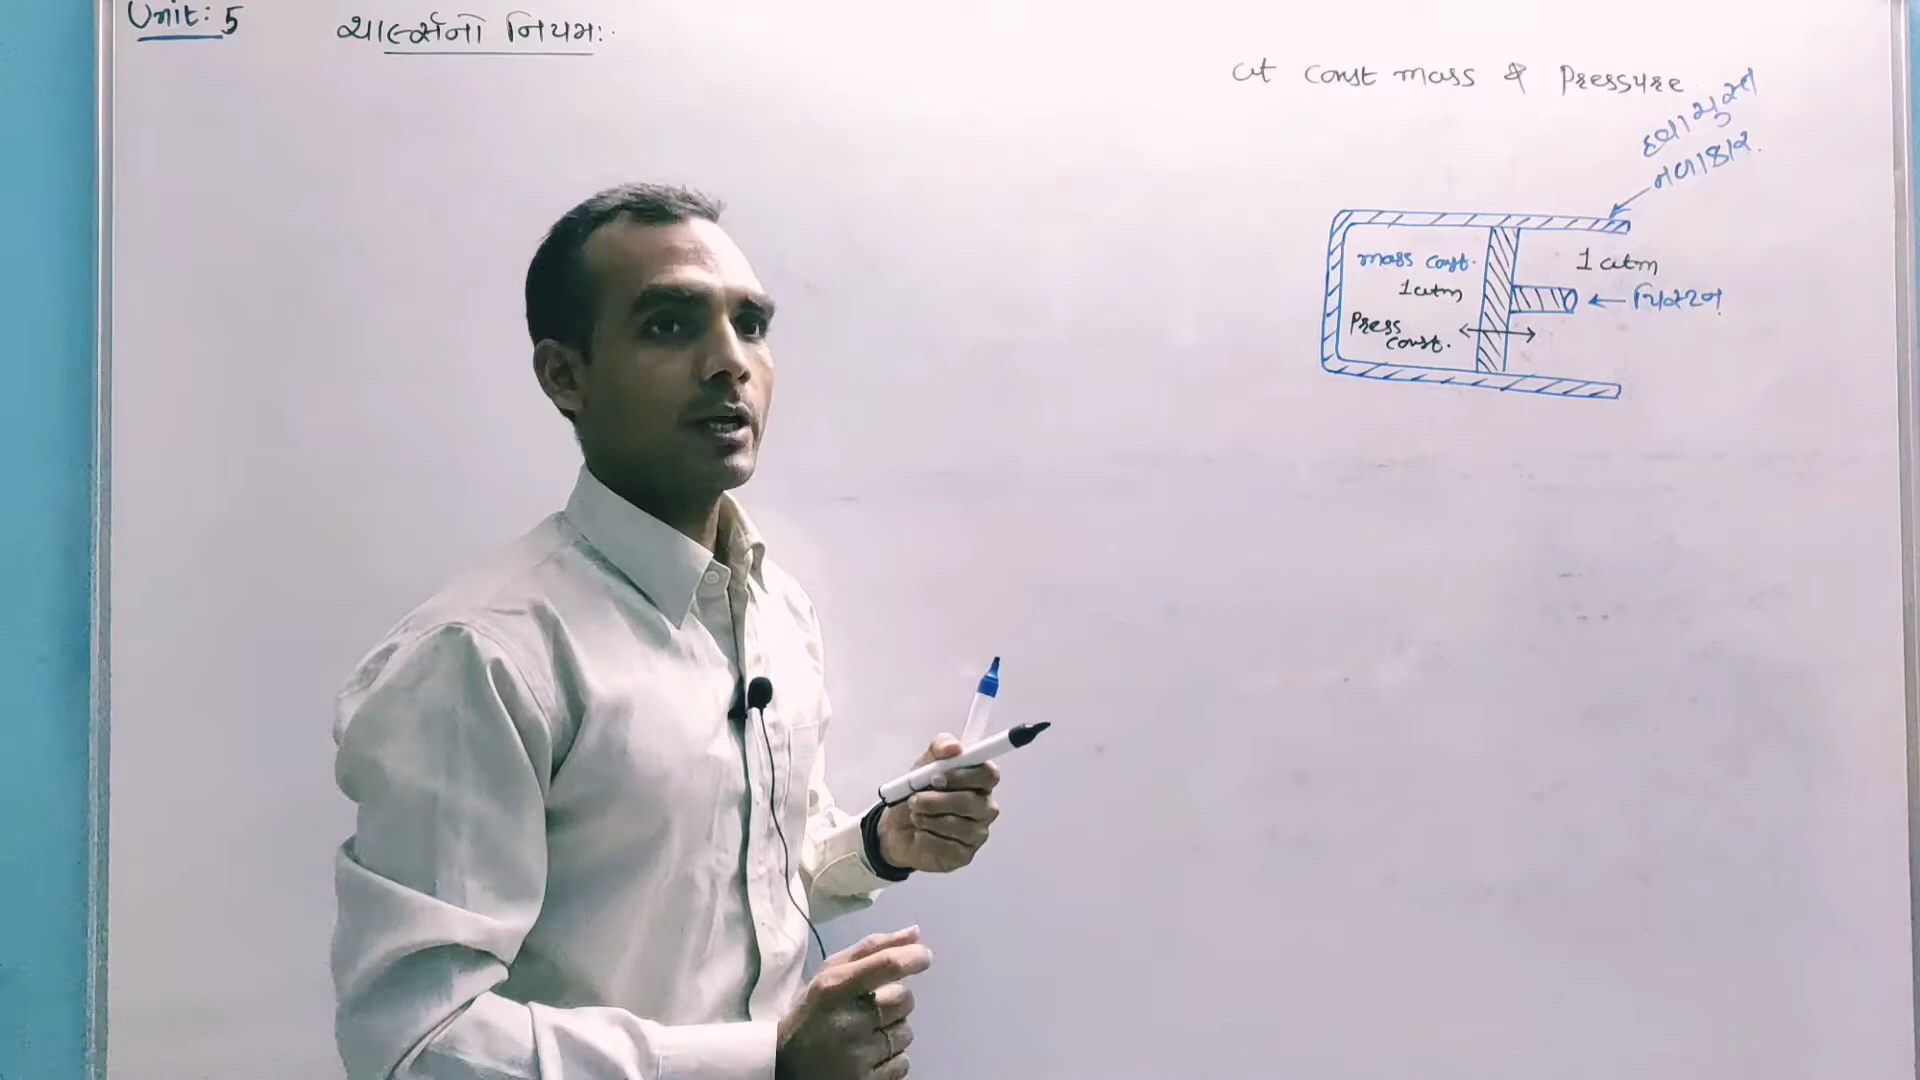 Unit: 5
ચાર્લ્સનો નિયમ:
at const mass & Pressure
હવાચુસ્ત
નળાકાર.
mass const.
1 atm
1 atm
પિસ્ટન
Press
const.